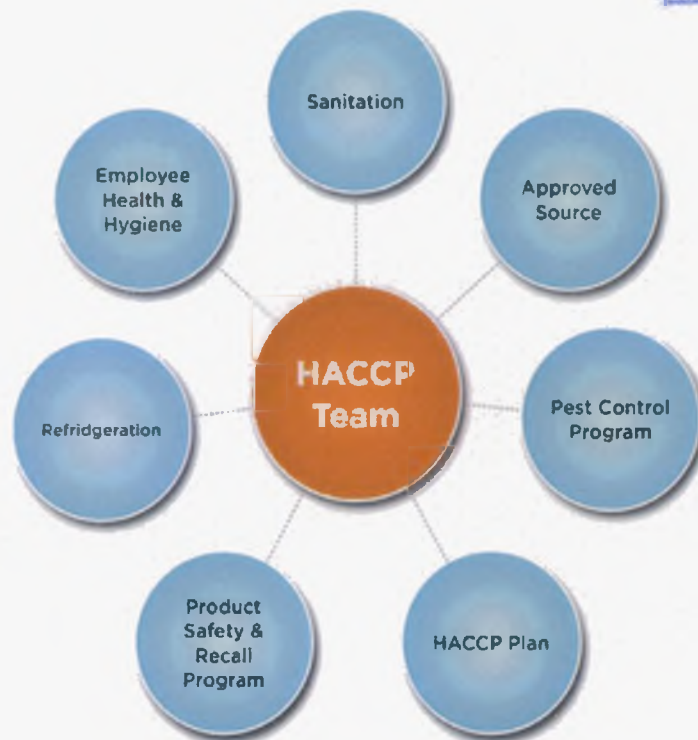 Sanitation
Approved
Source
Pest Control
Program
HACCP Plan
Product
Safety &
Recall
Program
Refridgeration
Employee
Health &
Hygiene
HACCP
Team